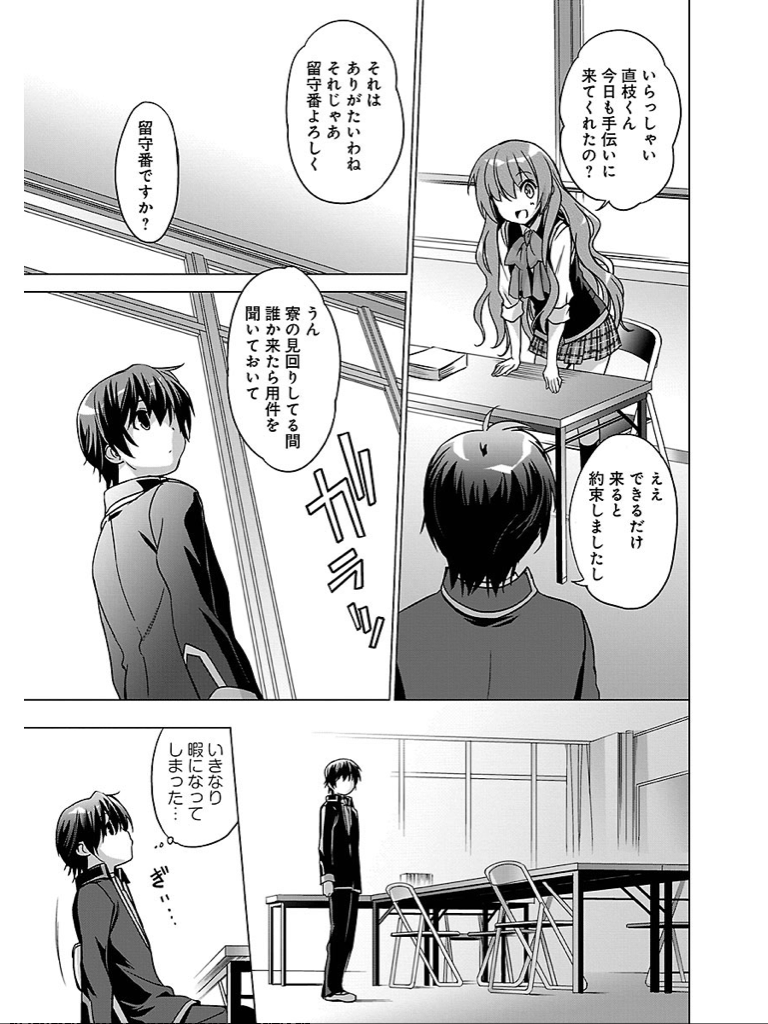 いらっしゃい
直枝くん
今日も手伝いに
来てくれたの?
ええ
できるだけ
来ると
約束しましたし
それは
ありがたいわね
それじゃあ
留守番よろしく
留守番ですか?
うん
寮の見回りしてる間
誰か来たら用件を
聞いておいて
ガラッ
いきなり
暇になって
しまった…
ぎ…